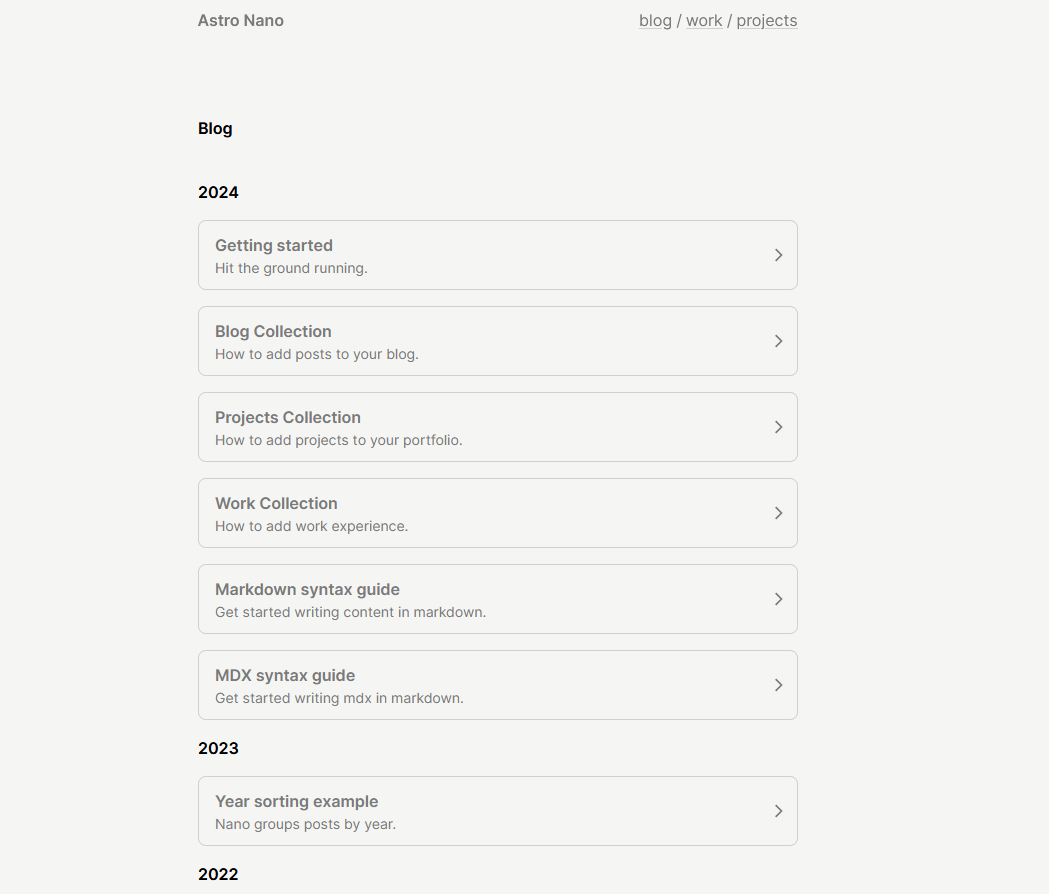 Astro Nano
blog / work / projects
Blog
2024
Getting started
Hit the ground running.
Blog Collection
How to add posts to your blog.
Projects Collection
How to add projects to your portfolio.
Work Collection
How to add work experience.
Markdown syntax guide
Get started writing content in markdown.
MDX syntax guide
Get started writing mdx in markdown.
2023
Year sorting example
Nano groups posts by year.
2022